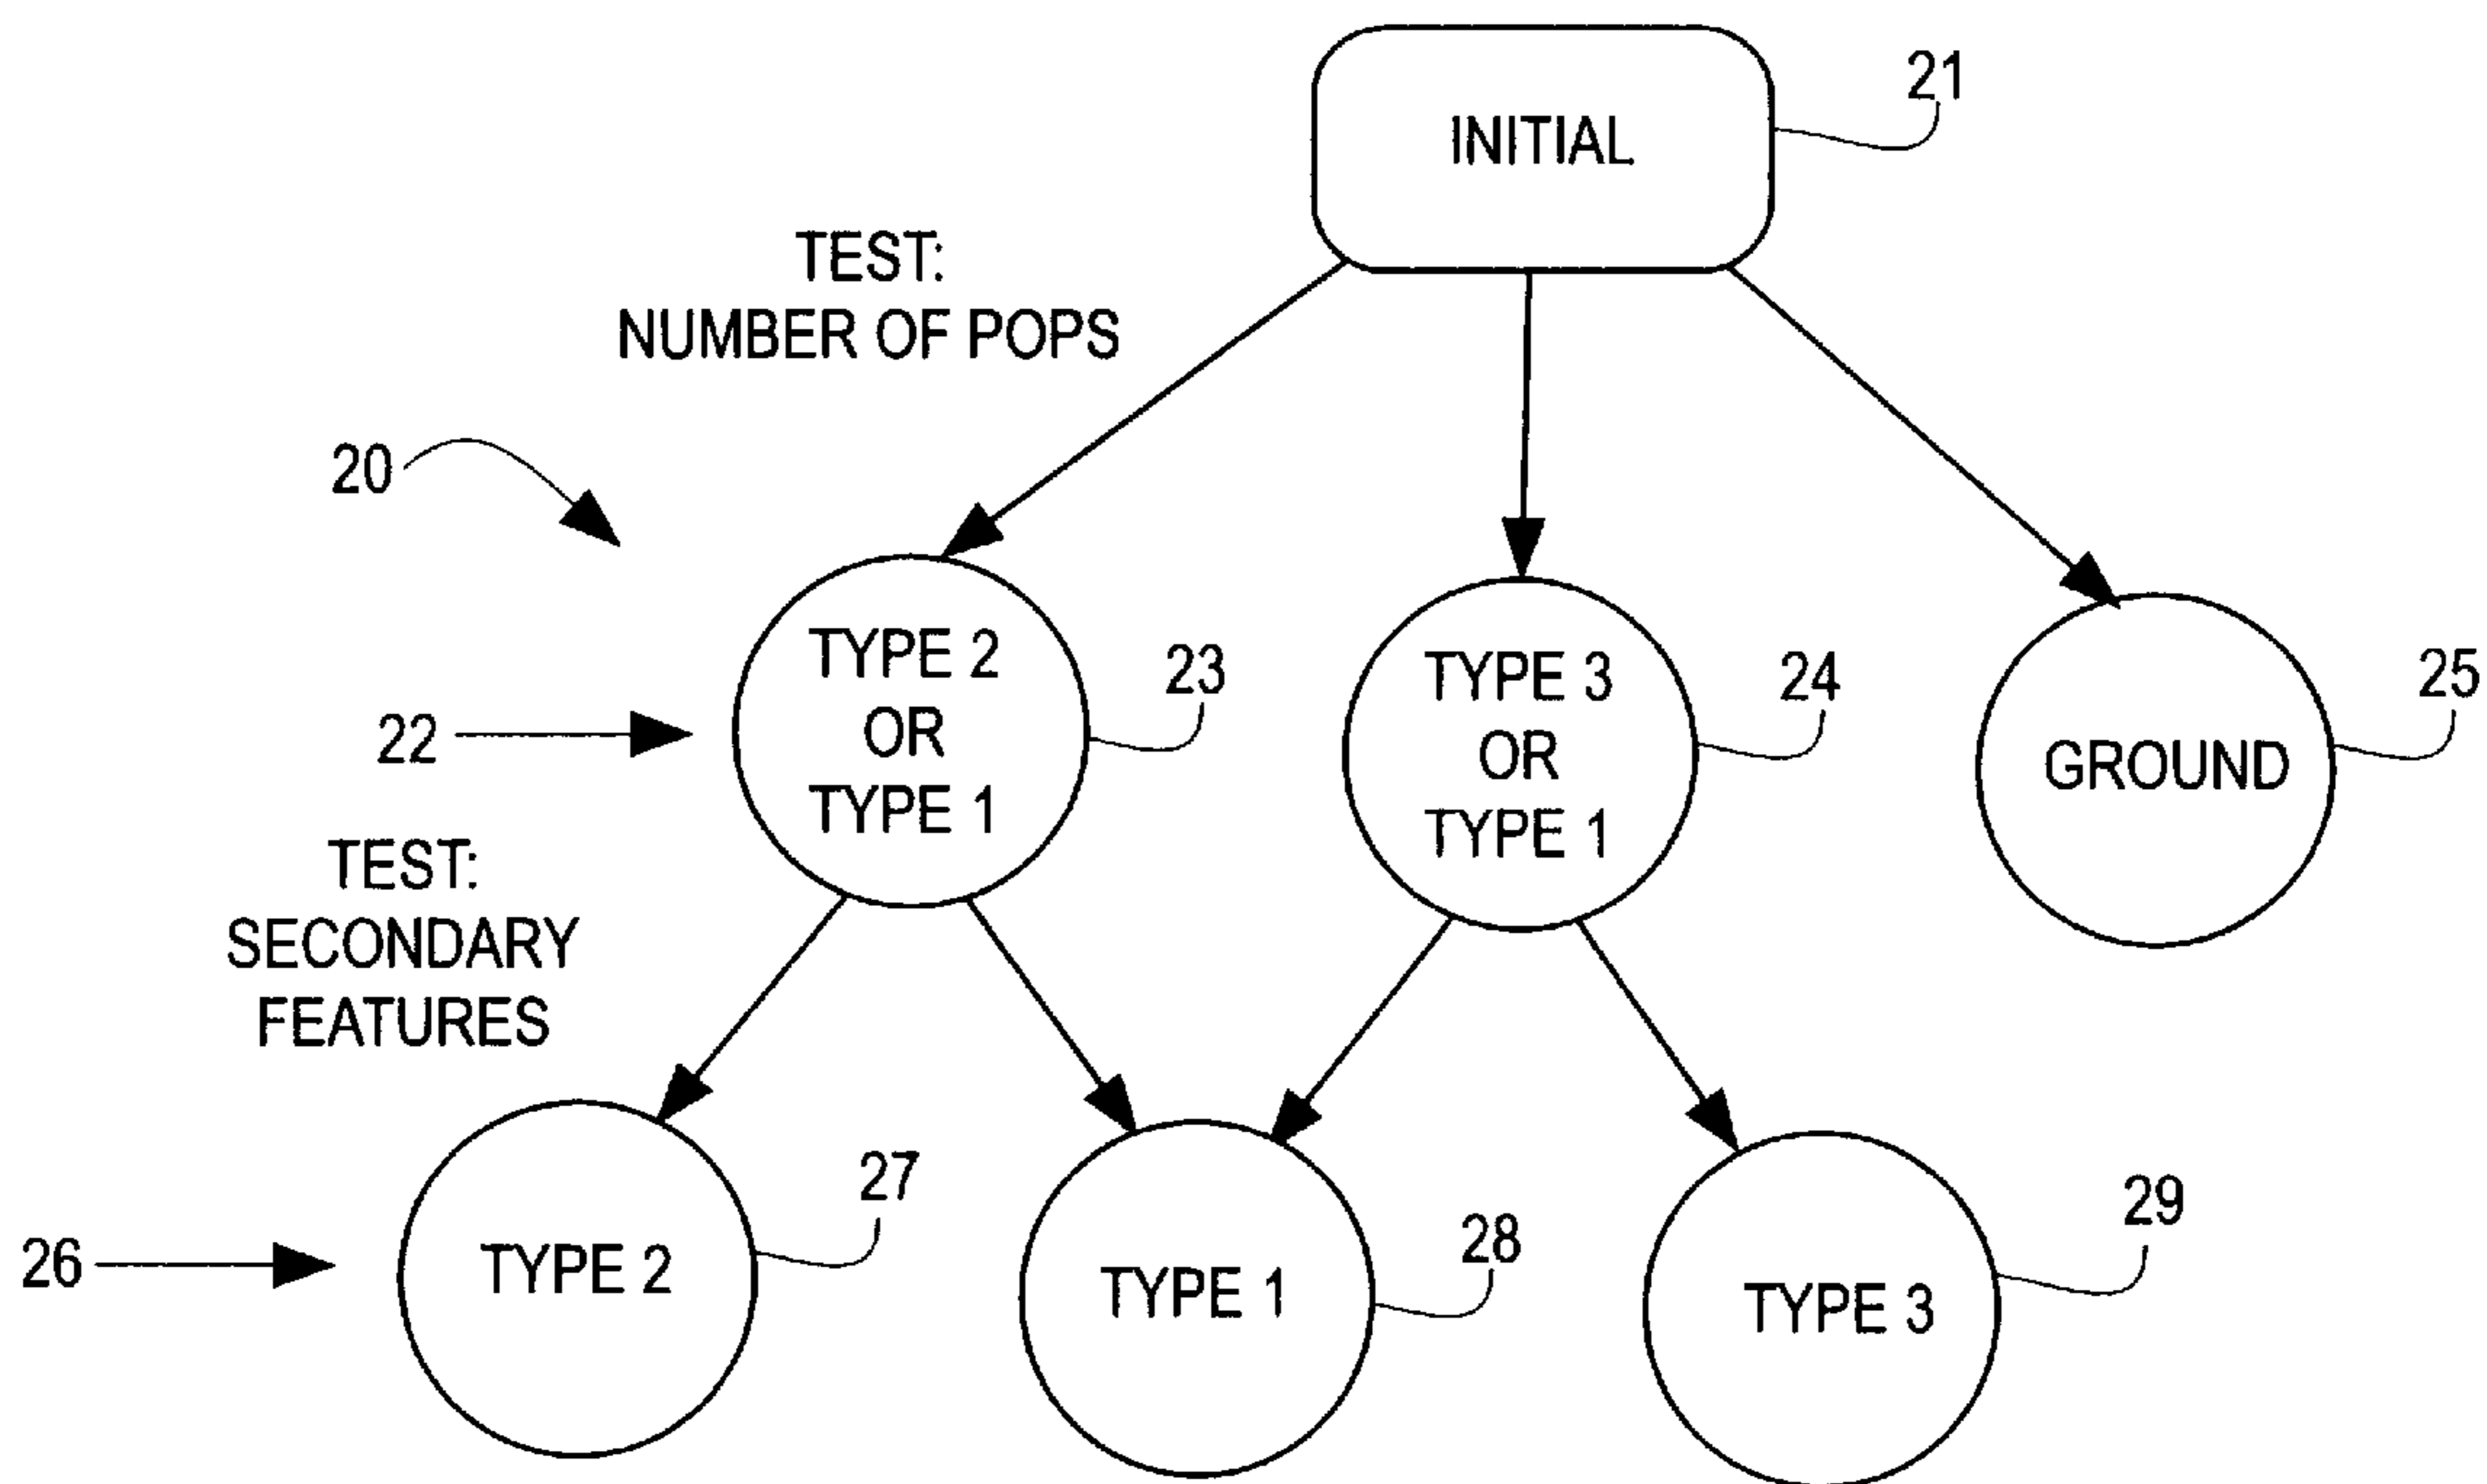 INITIAL
21
TEST:
NUMBER OF POPS
20
22
TYPE 2
OR
TYPE 1
23
TYPE 3
OR
TYPE 1
24
GROUND
25
TEST:
SECONDARY
FEATURES
26
TYPE 2
27
TYPE 1
28
TYPE 3
29